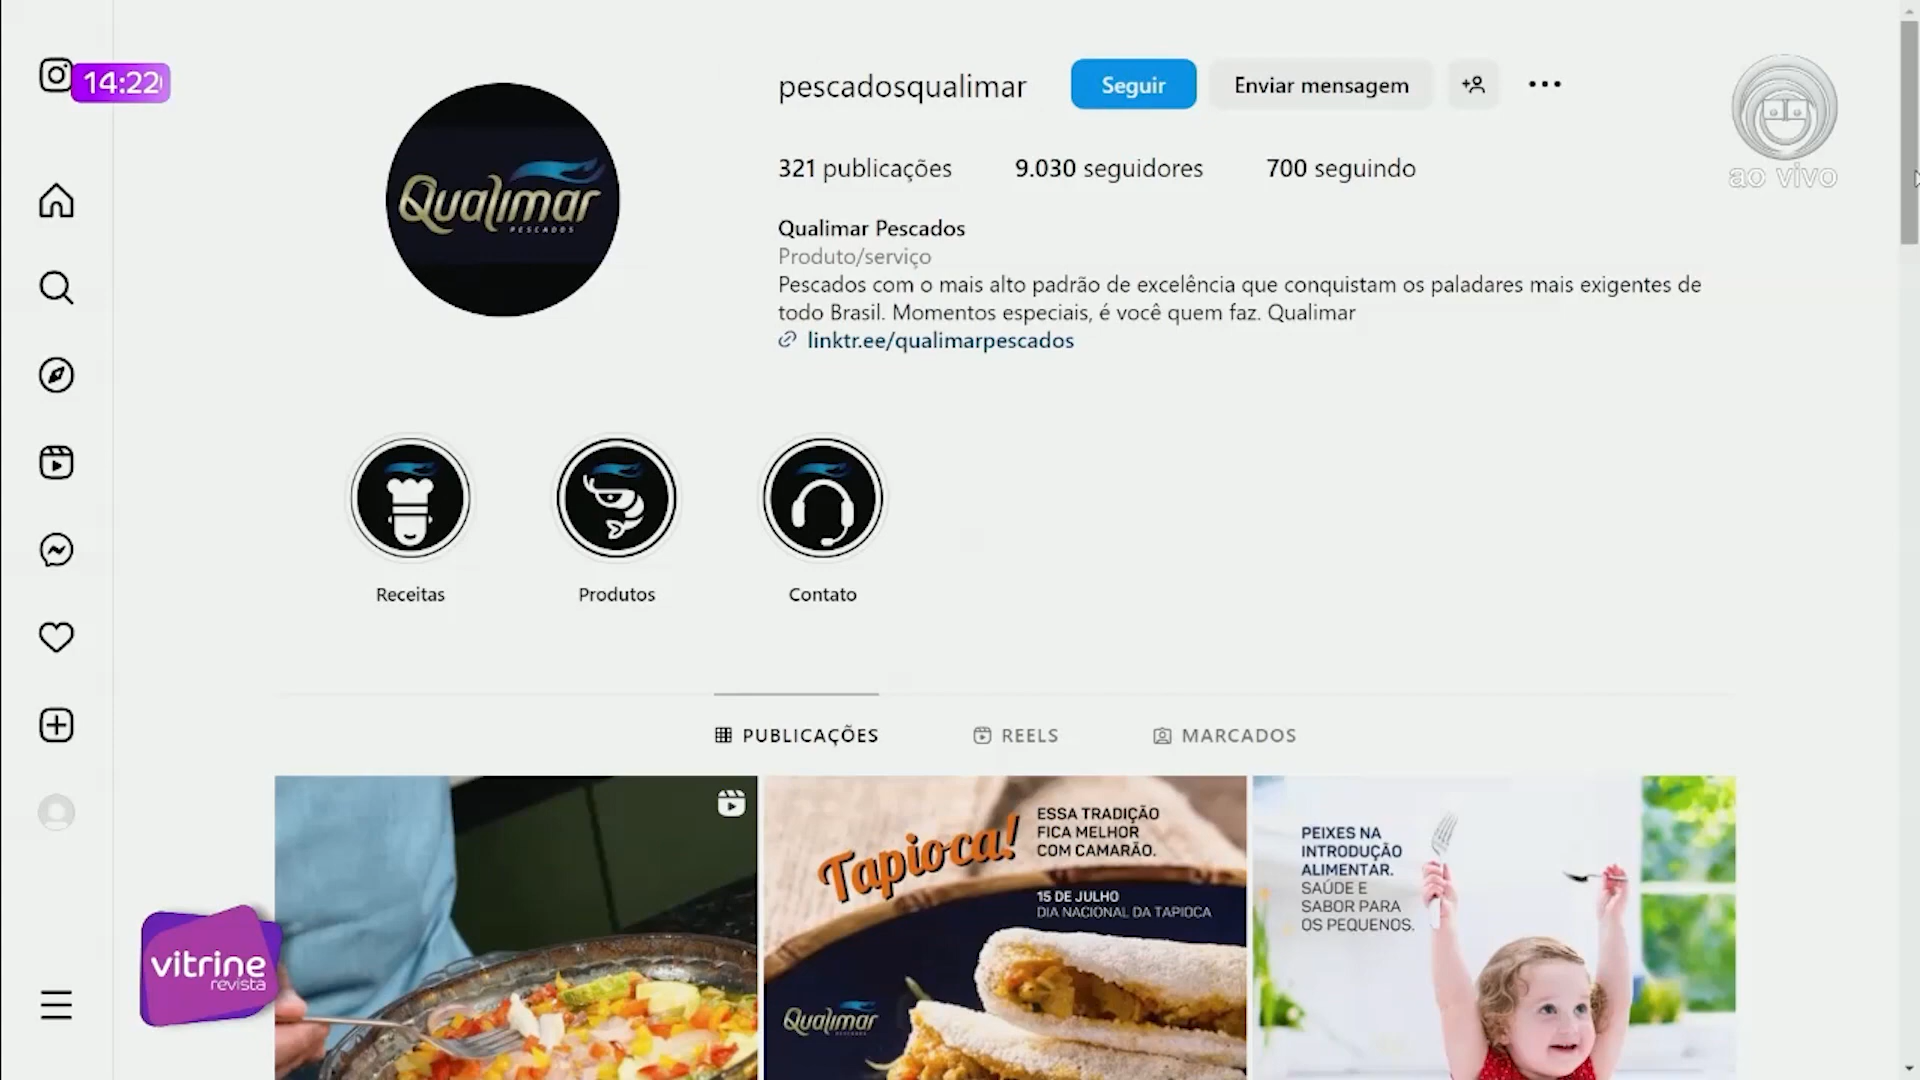 14:22
pescadosqualimar
Seguir
Enviar mensagem
ao vivo
321 publicações
9.030 seguidores
700 seguindo
Qualimar
PESCADOS
Qualimar Pescados
Produto/serviço
Pescados com o mais alto padrão de excelência que conquistam os paladares mais exigentes de
todo Brasil. Momentos especiais, é você quem faz. Qualimar
linktr.ee/qualimarpescados
Receitas
Produtos
Contato
PUBLICAÇÕES
REELS
MARCADOS
Tapioca!
ESSA TRADIÇÃO
FICA MELHOR
COM CAMARÃO.
15 DE JULHO
DIA NACIONAL DA TAPIOCA
Qualimar
PEIXES NA
INTRODUÇÃO
ALIMENTAR.
SAÚDE E
SABOR PARA
OS PEQUENOS.
vitrine
revista